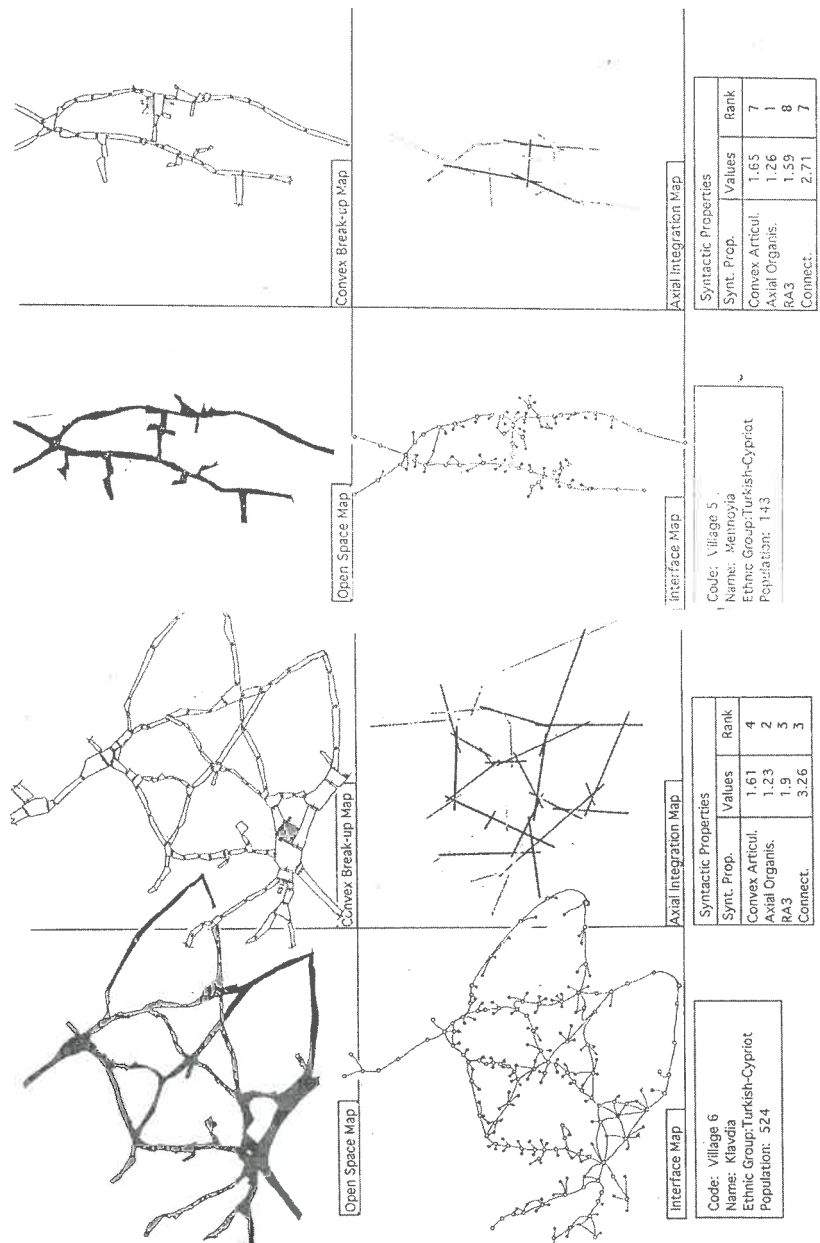 Open Space Map
Convex Break-up Map
Interface Map
Axial Integration Map
Code: Village 6
Name: Klavdia
Ethnic Group:Turkish-Cypriot
Population: 524
Syntactic Properties
Synt. Prop. Values Rank
Convex Articul. 1.61 4
Axial Organis. 1.23 2
RA3 1.9 3
Connect. 3.26 3
Open Space Map
Convex Break-up Map
Interface Map
Axial Integration Map
Code: Village 5
Name: Mennoyia
Ethnic Group:Turkish-Cypriot
Population: 143
Syntactic Properties
Synt. Prop. Values Rank
Convex Articul. 1.65 7
Axial Organis. 1.26 1
RA3 1.59 8
Connect. 2.71 7